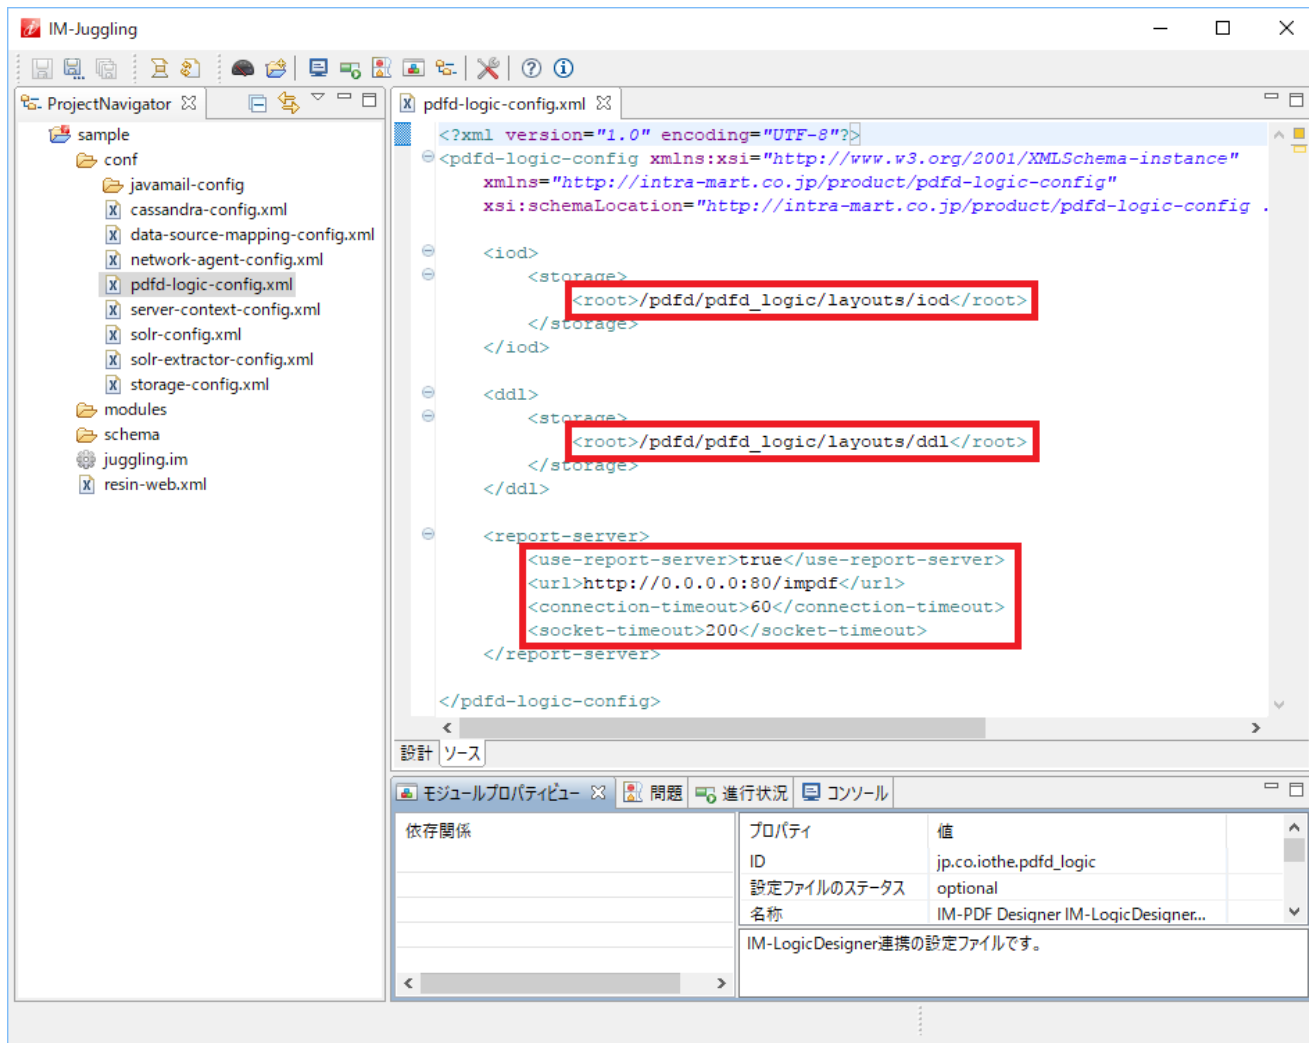 IM-Juggling
ProjectNavigator
sample
conf
javamail-config
cassandra-config.xml
data-source-mapping-config.xml
network-agent-config.xml
pdfd-logic-config.xml
server-context-config.xml
solr-config.xml
solr-extractor-config.xml
storage-config.xml
modules
schema
juggling.im
resin-web.xml
pdfd-logic-config.xml
<?xml version="1.0" encoding="UTF-8"?>
<pdfd-logic-config xmlns:xsi="http://www.w3.org/2001/XMLSchema-instance"
xmlns="http://intra-mart.co.jp/product/pdfd-logic-config"
xsi:schemaLocation="http://intra-mart.co.jp/product/pdfd-logic-config .
<iod>
<storage>
<root>/pdfd/pdfd_logic/layouts/iod</root>
</storage>
</iod>
<ddl>
<storage>
<root>/pdfd/pdfd_logic/layouts/ddl</root>
</storage>
</ddl>
<report-server>
<use-report-server>true</use-report-server>
<url>http://0.0.0.0:80/impdf</url>
<connection-timeout>60</connection-timeout>
<socket-timeout>200</socket-timeout>
</report-server>
</pdfd-logic-config>
設計 ソース
モジュールプロパティビュー 問題 進行状況 コンソール
依存関係
プロパティ 値
ID jp.co.iothe.pdfd_logic
設定ファイルのステータス optional
名称 IM-PDF Designer IM-LogicDesigner...
IM-LogicDesigner連携の設定ファイルです。